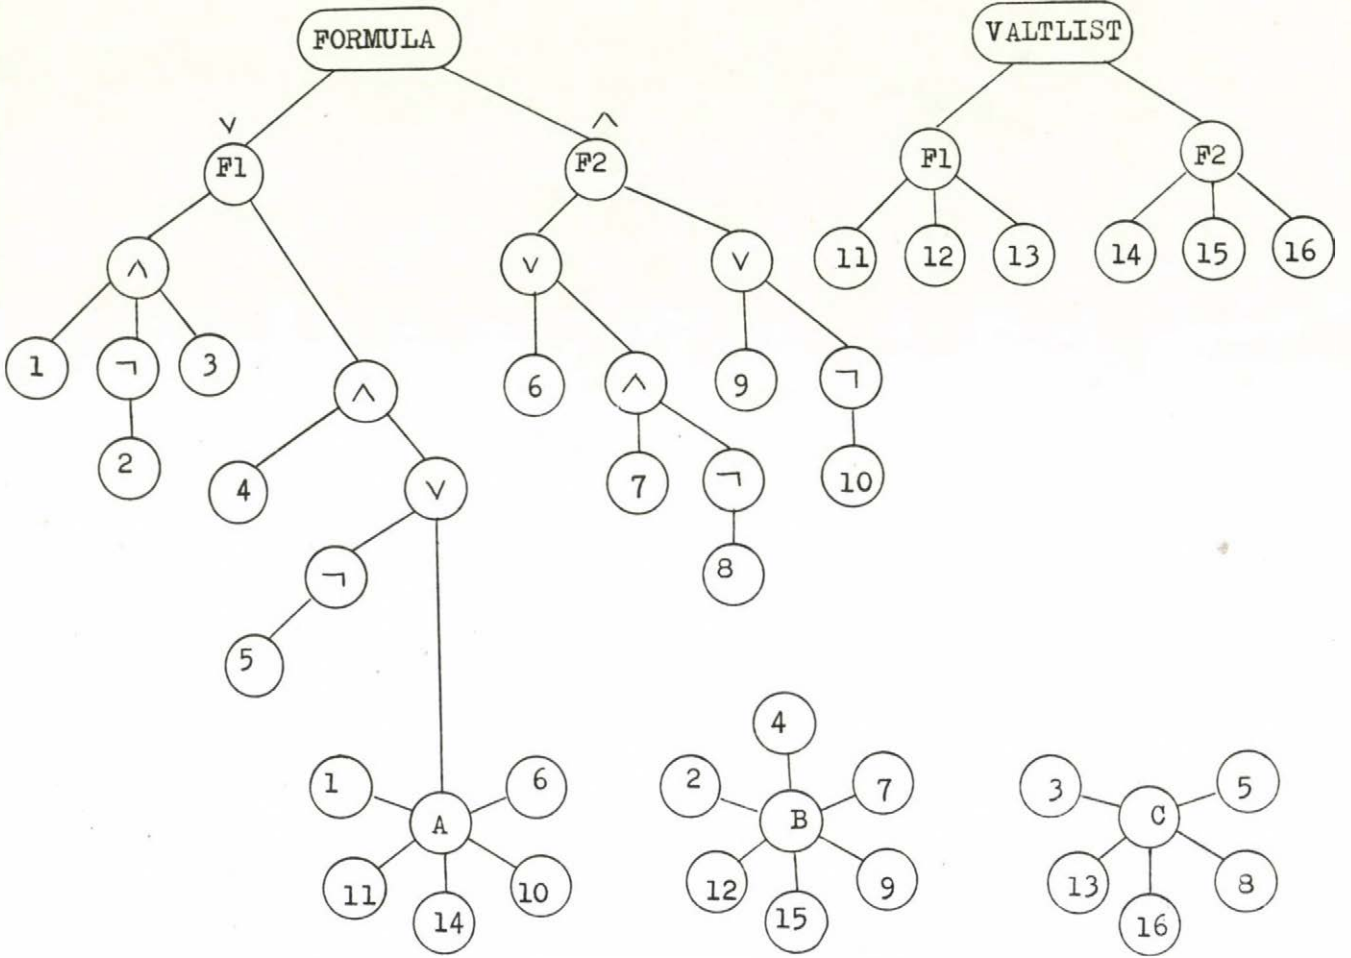 FORMULA VALTLIST
∨ ∧
F1 F2 F1 F2
∧ ∨ ∨ 11 12 13 14 15 16
1 ¬ 3 ∧ 6 ∧ 9 ¬
2 4 ∨ 7 ¬ 10
¬ 8
5
4
1 6 2 7 3 5
A B C
11 10 12 9 13 8
14 15 16